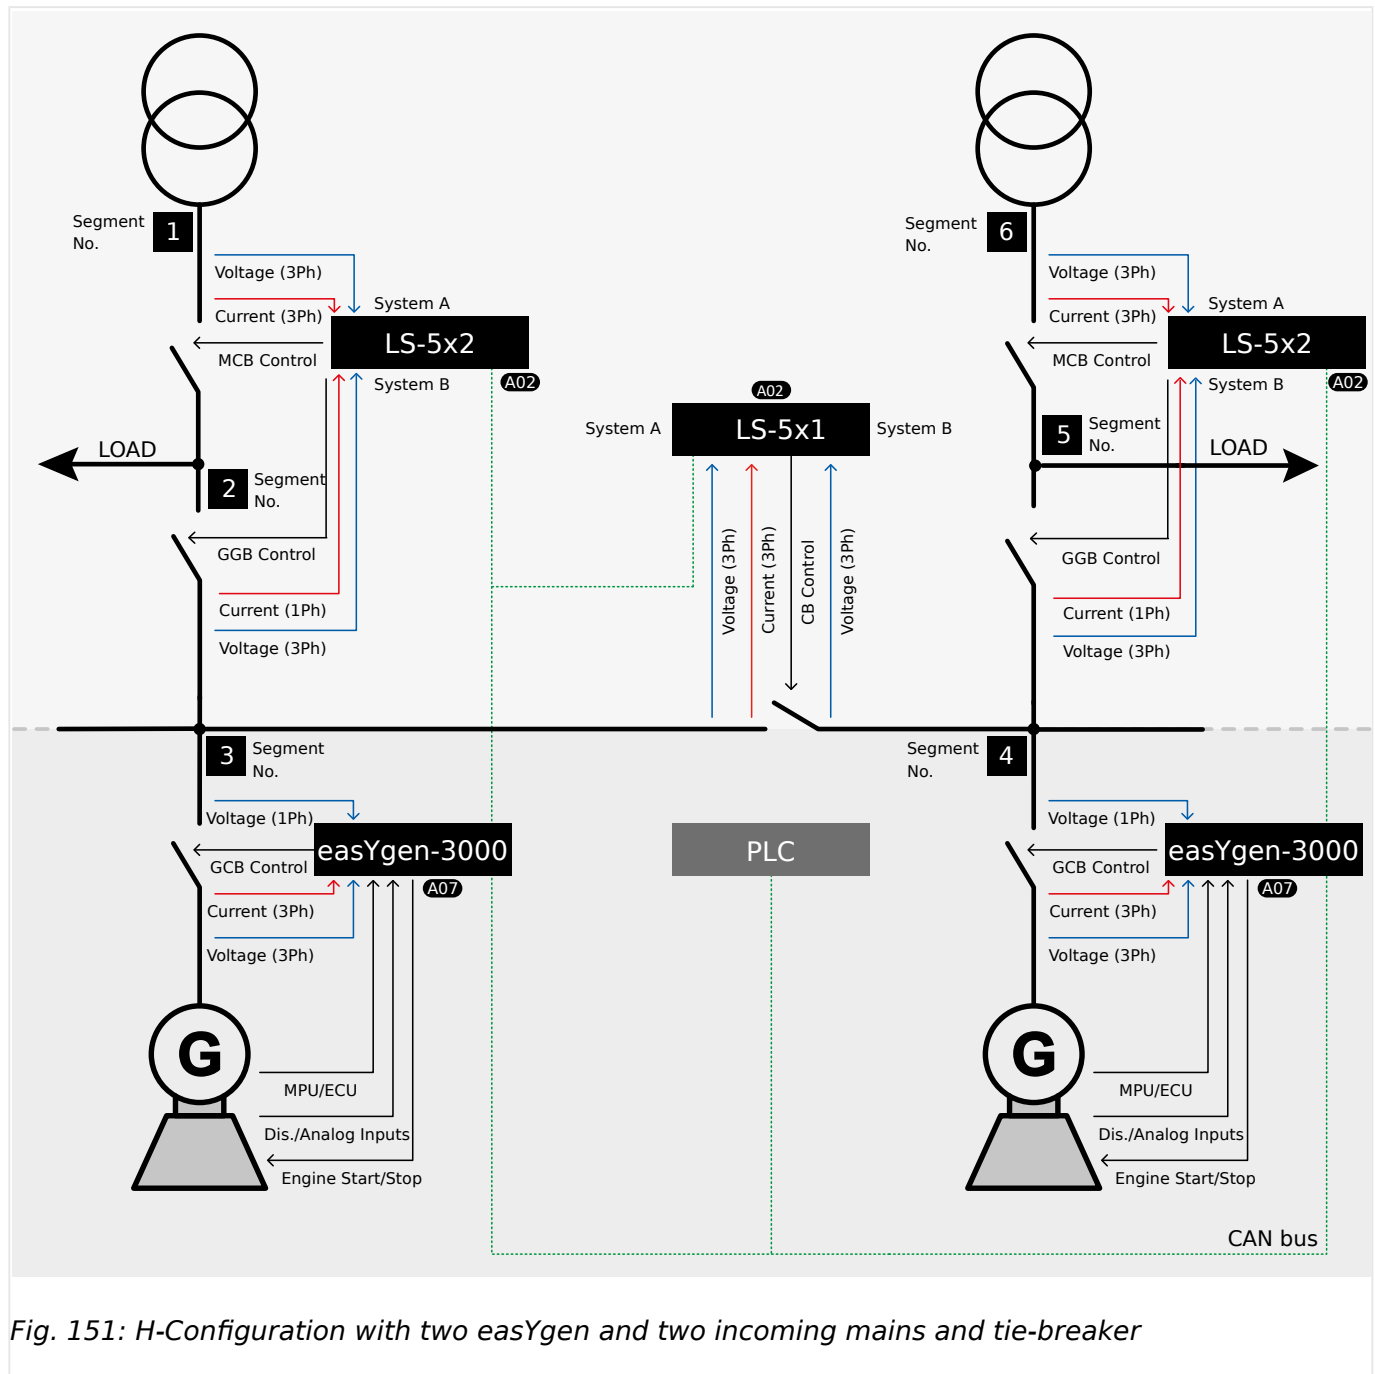 Segment
No.
1
Voltage (3Ph)
Current (3Ph)
System A
LS-5x2
MCB Control
System B
A02
LOAD
2
Segment
No.
GGB Control
Current (1Ph)
Voltage (3Ph)
A02
System A
LS-5x1
System B
Voltage (3Ph)
Current (3Ph)
CB Control
Voltage (3Ph)
Segment
No.
6
Voltage (3Ph)
Current (3Ph)
System A
LS-5x2
MCB Control
System B
A02
5
Segment
No.
LOAD
GGB Control
Current (1Ph)
Voltage (3Ph)
3
Segment
No.
Voltage (1Ph)
easYgen-3000
GCB Control
A07
Current (3Ph)
Voltage (3Ph)
G
MPU/ECU
Dis./Analog Inputs
Engine Start/Stop
PLC
Segment
No.
4
Voltage (1Ph)
easYgen-3000
GCB Control
A07
Current (3Ph)
Voltage (3Ph)
G
MPU/ECU
Dis./Analog Inputs
Engine Start/Stop
CAN bus
Fig. 151: H-Configuration with two easYgen and two incoming mains and tie-breaker